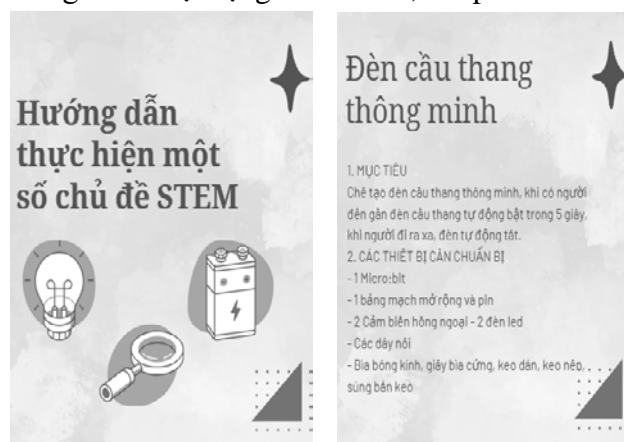 Hướng dẫn
thực hiện một
số chủ đề STEM
Đèn cầu thang
thông minh
1. MỤC TIÊU
Chế tạo đèn cầu thang thông minh, khi có người
đến gần đèn cầu thang tự động bật trong 5 giây,
khi người đi ra xa, đèn tự động tắt.
2. CÁC THIẾT BỊ CẦN CHUẨN BỊ
- 1 Micro:bit
- 1 bảng mạch mở rộng và pin
- 2 Cảm biến hồng ngoại - 2 đèn led
- Các dây nối
- Bìa bóng kính, giấy bìa cứng, keo dán, keo nến,
súng bắn keo